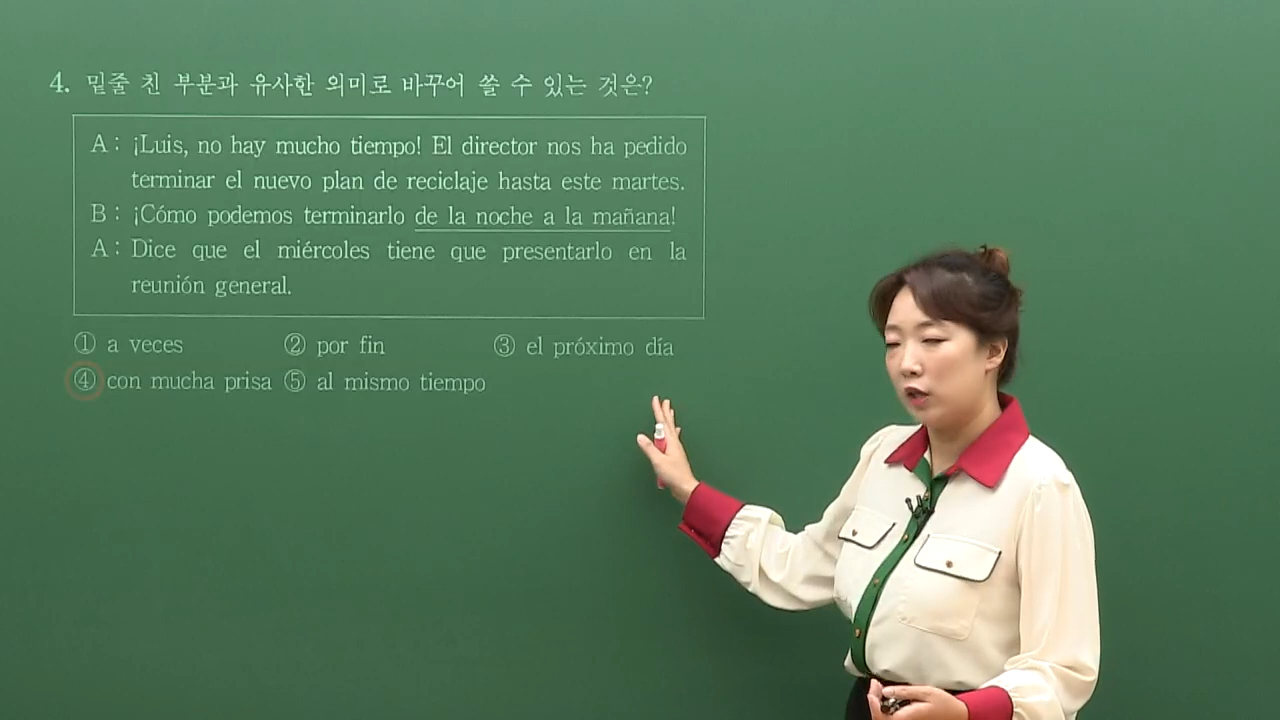 4. 밑줄 친 부분과 유사한 의미로 바꾸어 쓸 수 있는 것은?
A : ¡Luis, no hay mucho tiempo! El director nos ha pedido
terminar el nuevo plan de reciclaje hasta este martes.
B : ¡Cómo podemos terminarlo de la noche a la mañana!
A : Dice que el miércoles tiene que presentarlo en la
reunión general.
① a veces ② por fin ③ el próximo día
④ con mucha prisa ⑤ al mismo tiempo